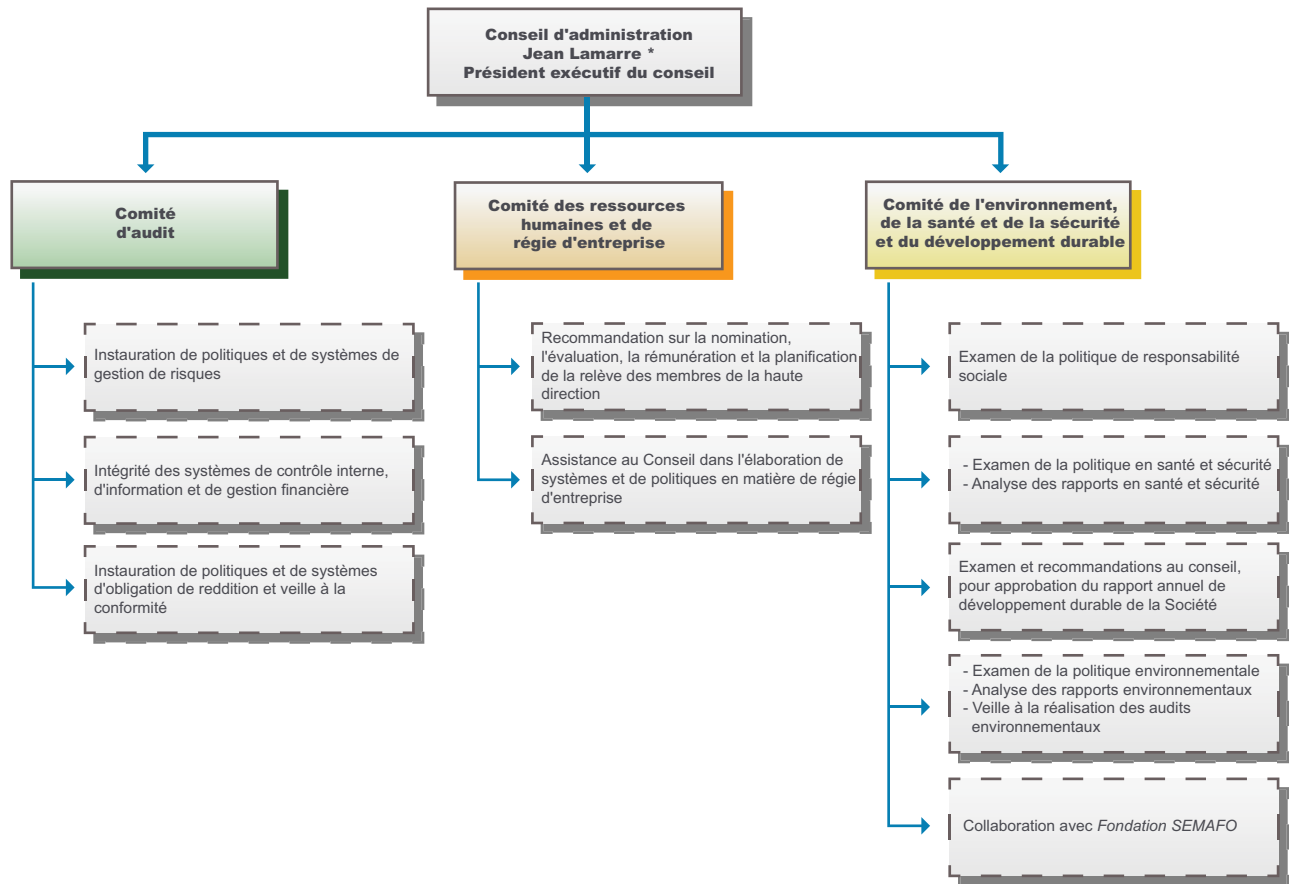 Conseil d'administration
Jean Lamarre *
Président exécutif du conseil
Comité
d'audit
Instauration de politiques et de systèmes de
gestion de risques
Intégrité des systèmes de contrôle interne,
d'information et de gestion financière
Instauration de politiques et de systèmes
d'obligation de reddition et veille à la
conformité
Comité des ressources
humaines et de
régie d'entreprise
Recommandation sur la nomination,
l'évaluation, la rémunération et la planification
de la relève des membres de la haute
direction
Assistance au Conseil dans l'élaboration de
systèmes et de politiques en matière de régie
d'entreprise
Comité de l'environnement,
de la santé et de la sécurité
et du développement durable
Examen de la politique de responsabilité
sociale
- Examen de la politique en santé et sécurité
- Analyse des rapports en santé et sécurité
Examen et recommandations au conseil,
pour approbation du rapport annuel de
développement durable de la Société
- Examen de la politique environnementale
- Analyse des rapports environnementaux
- Veille à la réalisation des audits
environnementaux
Collaboration avec Fondation SEMAFO